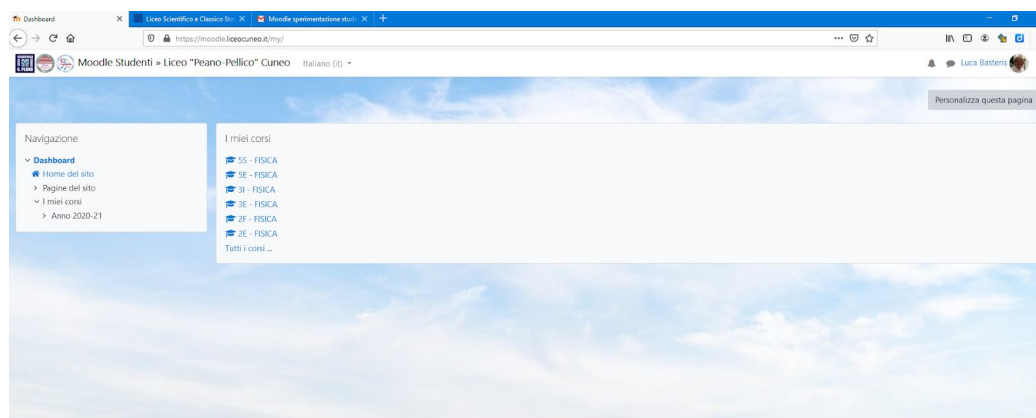 Dashboard
Liceo Scientifico e Classico Stat
Moodle sperimentazione stude
https://moodle.liceocuneo.it/my/
Moodle Studenti » Liceo "Peano-Pellico" Cuneo
Italiano (it)
Luca Basteris
Personalizza questa pagina
Navigazione
Dashboard
Home del sito
Pagine del sito
I miei corsi
Anno 2020-21
I miei corsi
5S - FISICA
5E - FISICA
3I - FISICA
3E - FISICA
2F - FISICA
2E - FISICA
Tutti i corsi ...